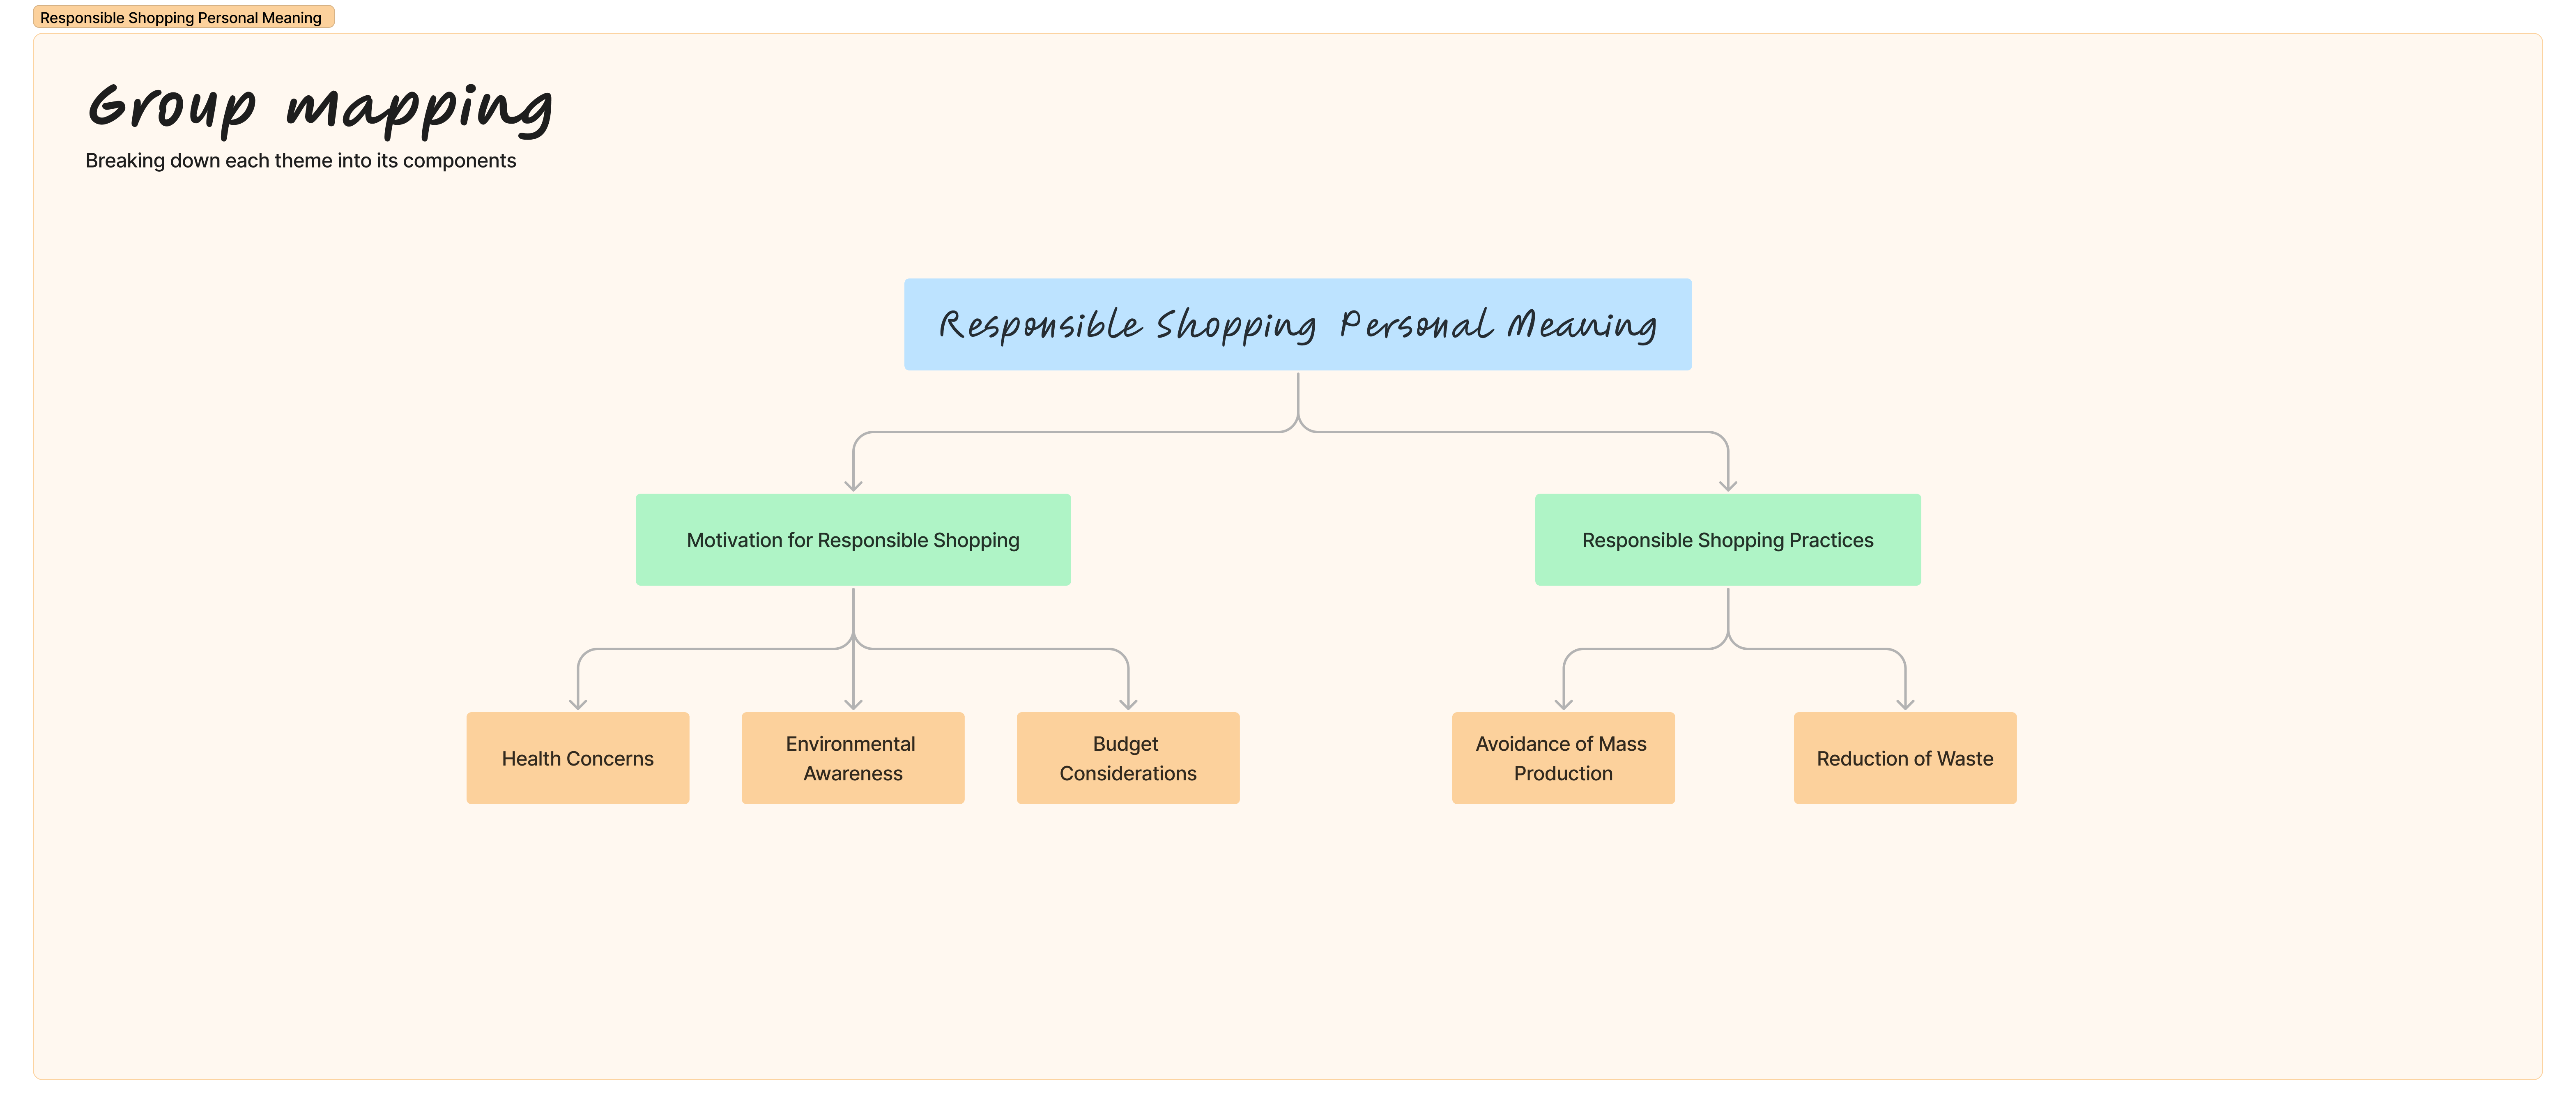 Responsible Shopping Personal Meaning
Group mapping
Breaking down each theme into its components
Responsible Shopping Personal Meaning
Motivation for Responsible Shopping
Responsible Shopping Practices
Health Concerns
Environmental
Awareness
Budget
Considerations
Avoidance of Mass
Production
Reduction of Waste